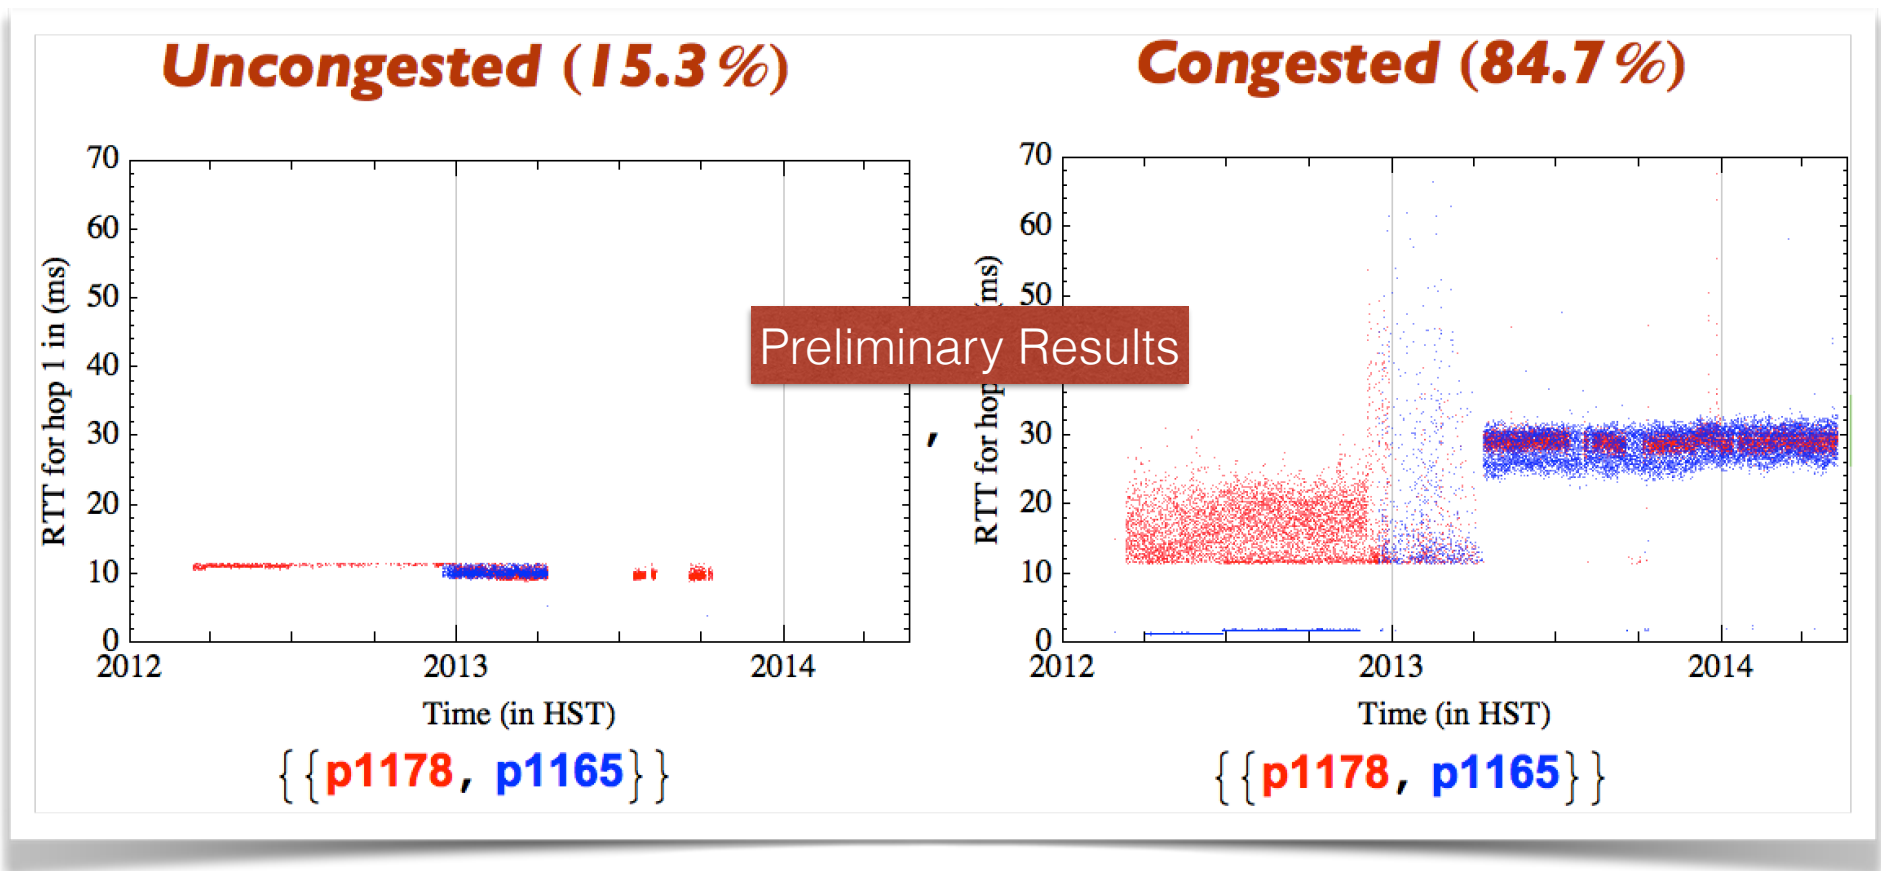 Uncongested (15.3%)
Congested (84.7%)
70
60
50
40
30
20
10
0
2012
2013
2014
RTT for hop 1 in (ms)
Time (in HST)
{{p1178, p1165}}
,
Preliminary Results
70
60
50
30
20
10
0
2012
2013
2014
RTT for hop
(ms)
Time (in HST)
{{p1178, p1165}}